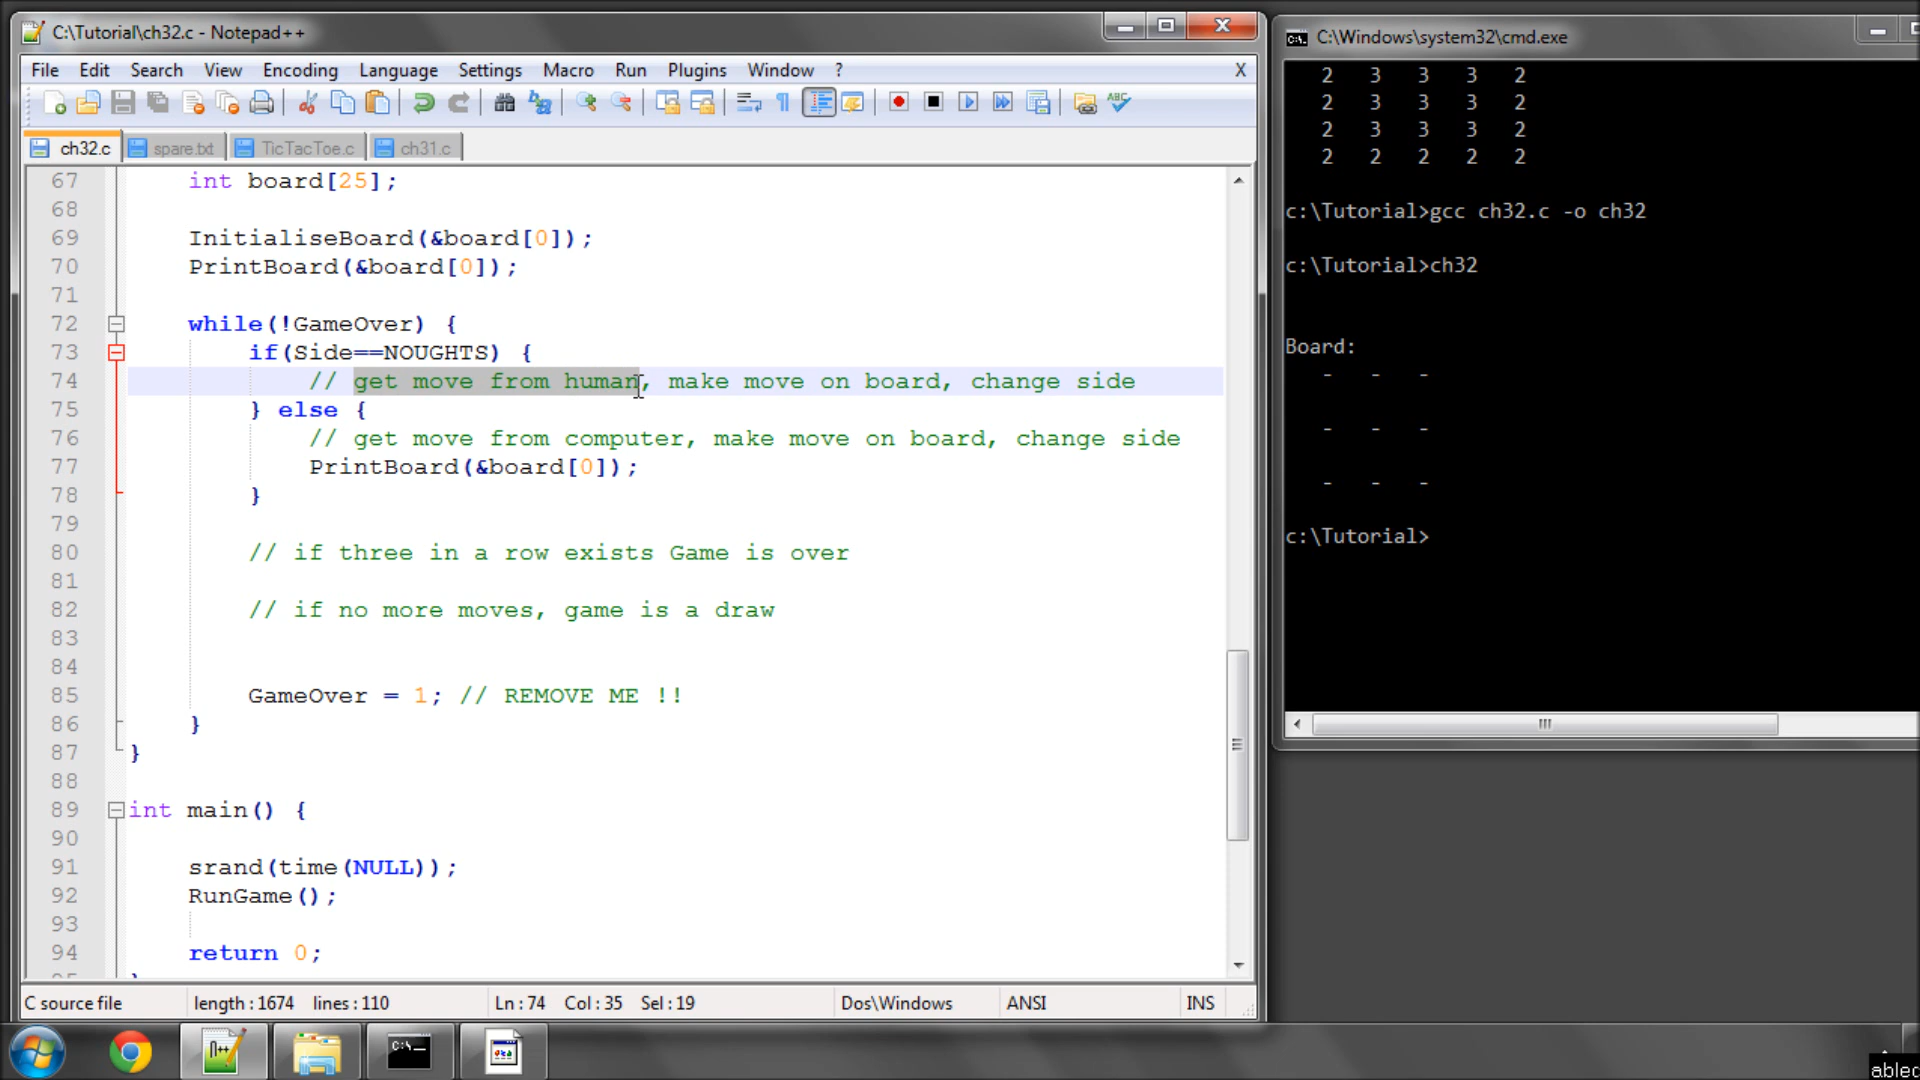 C:\Tutorial\ch32.c - Notepad++
File Edit Search View Encoding Language Settings Macro Run Plugins Window ? X
ch32.c spare.txt TicTacToe.c ch31.c
67 int board[25];
68
69 InitialiseBoard(&board[0]);
70 PrintBoard(&board[0]);
71
72 while(!GameOver) {
73 if(Side==NOUGHTS) {
74 // get move from human, make move on board, change side
75 } else {
76 // get move from computer, make move on board, change side
77 PrintBoard(&board[0]);
78 }
79
80 // if three in a row exists Game is over
81
82 // if no more moves, game is a draw
83
84
85 GameOver = 1; // REMOVE ME !!
86 }
87 }
88
89 int main() {
90
91 srand(time(NULL));
92 RunGame();
93
94 return 0;
C source file length : 1674 lines : 110 Ln : 74 Col : 35 Sel : 19 Dos\Windows ANSI INS
C:\Windows\system32\cmd.exe
2 3 3 3 2
2 3 3 3 2
2 3 3 3 2
2 2 2 2 2
c:\Tutorial>gcc ch32.c -o ch32
c:\Tutorial>ch32
Board:
- - -
- - -
- - -
c:\Tutorial>